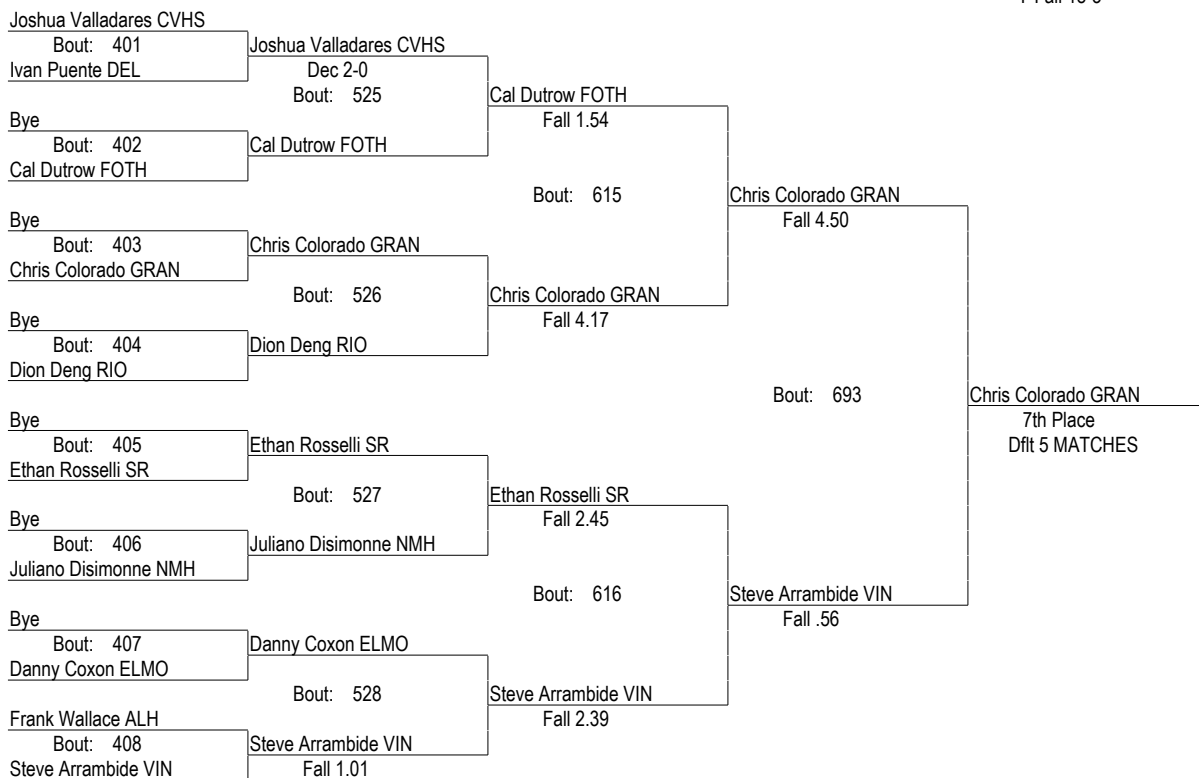 Joshua Valladares CVHS
Bout: 401 Joshua Valladares CVHS
Ivan Puente DEL Dec 2-0
Bout: 525 Cal Dutrow FOTH
Bye Fall 1.54
Bout: 402 Cal Dutrow FOTH
Cal Dutrow FOTH
Bout: 615 Chris Colorado GRAN
Bye Fall 4.50
Bout: 403 Chris Colorado GRAN
Chris Colorado GRAN
Bout: 526 Chris Colorado GRAN
Bye Fall 4.17
Bout: 404 Dion Deng RIO
Dion Deng RIO
Bout: 693 Chris Colorado GRAN
Bye 7th Place
Bout: 405 Ethan Rosselli SR Dflt 5 MATCHES
Ethan Rosselli SR
Bout: 527 Ethan Rosselli SR
Bye Fall 2.45
Bout: 406 Juliano Disimonne NMH
Juliano Disimonne NMH
Bout: 616 Steve Arrambide VIN
Bye Fall .56
Bout: 407 Danny Coxon ELMO
Danny Coxon ELMO
Bout: 528 Steve Arrambide VIN
Frank Wallace ALH Fall 2.39
Bout: 408 Steve Arrambide VIN
Steve Arrambide VIN Fall 1.01